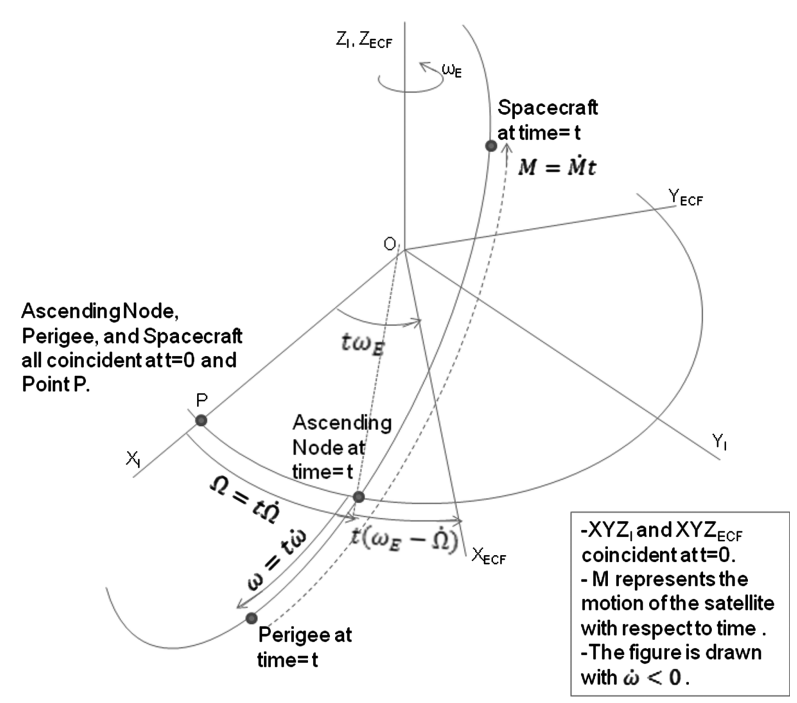 Z_I, Z_ECF
ω_E
Spacecraft
at time= t
M = Ṁt
Y_ECF
O
Ascending Node,
Perigee, and Spacecraft
all coincident at t=0 and
Point P.
tω_E
P
Ascending
Node at
time= t
X_I
Y_I
Ω = tΩ̇
t(ω_E − Ω̇)
X_ECF
ω = tω̇
Perigee at
time= t
-XYZ_I and XYZ_ECF
coincident at t=0.
- M represents the
motion of the satellite
with respect to time .
-The figure is drawn
with ω̇ < 0 .